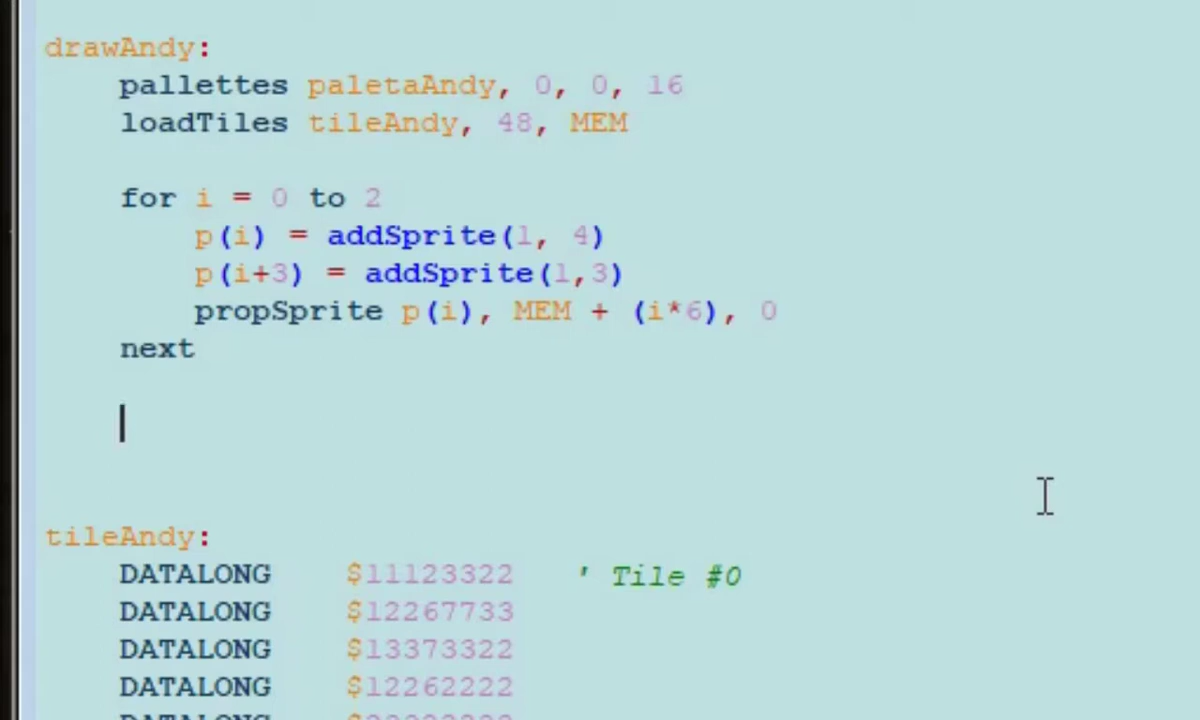 drawAndy:
pallettes paletaAndy, 0, 0, 16
loadTiles tileAndy, 48, MEM
for i = 0 to 2
p(i) = addSprite(1, 4)
p(i+3) = addSprite(1,3)
propSprite p(i), MEM + (i*6), 0
next
tileAndy:
DATALONG $11123322 ' Tile #0
DATALONG $12267733
DATALONG $13373322
DATALONG $12262222